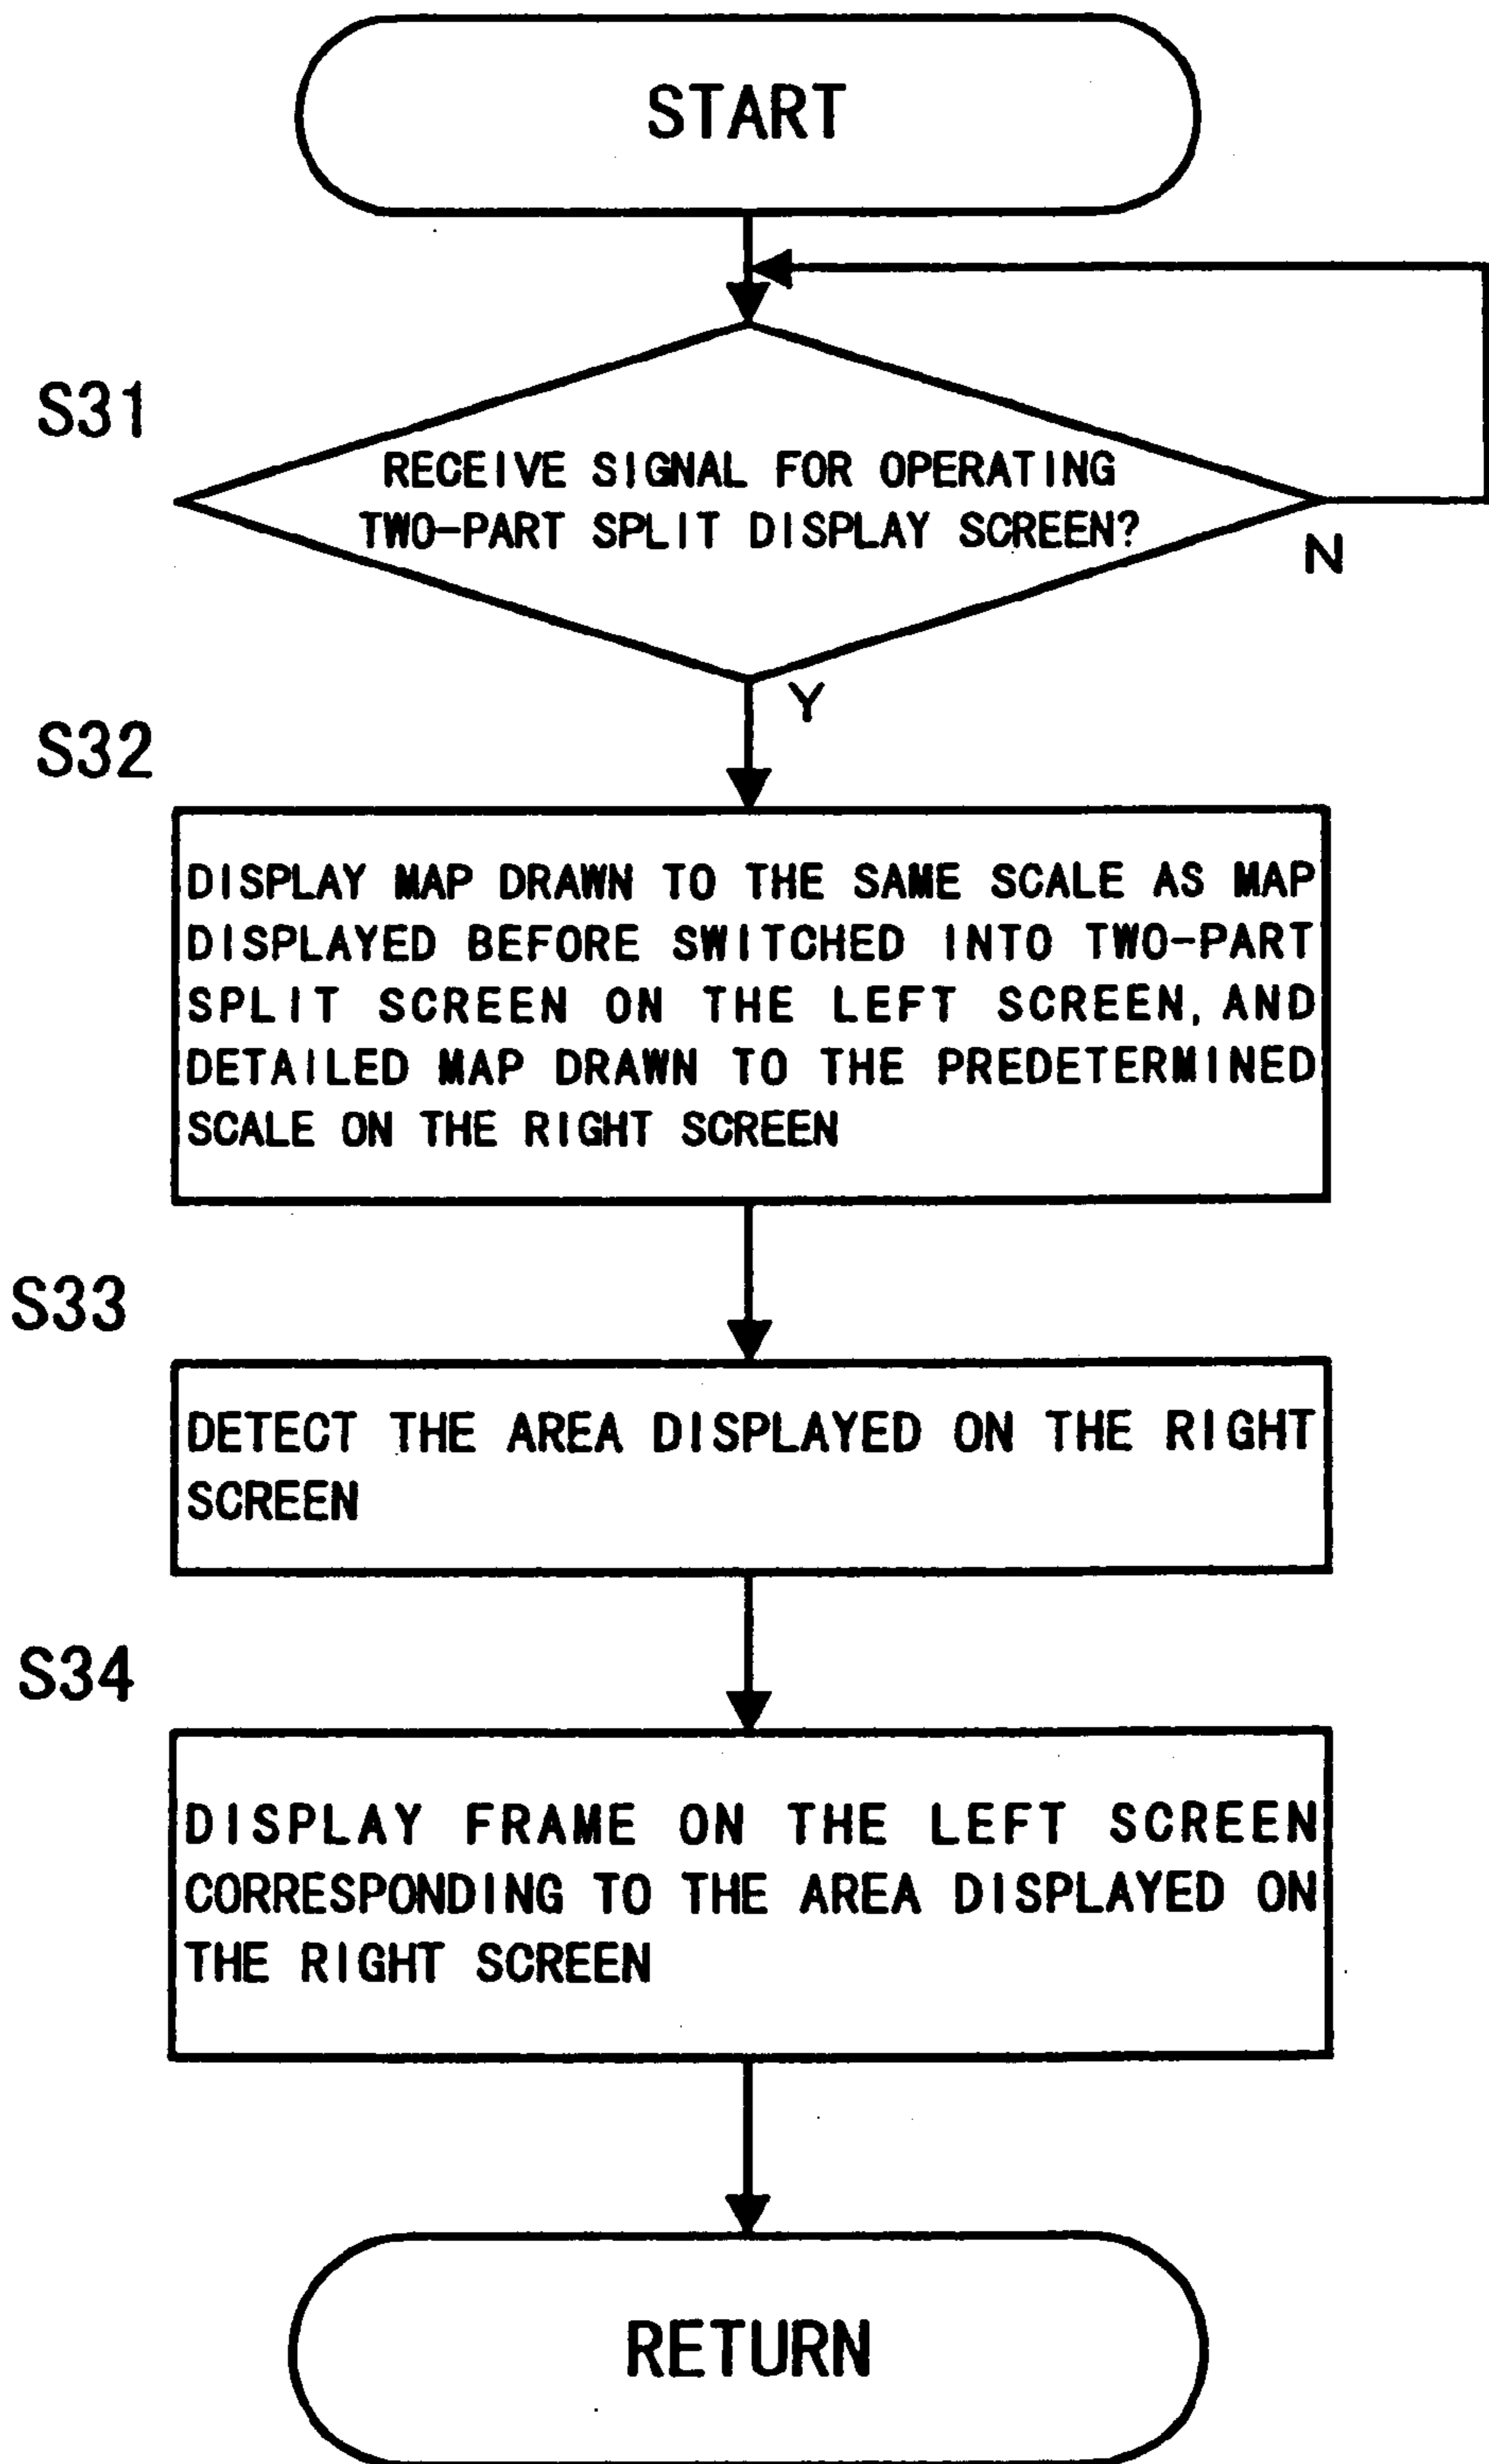 START
S31
RECEIVE SIGNAL FOR OPERATING
TWO-PART SPLIT DISPLAY SCREEN?
N
Y
S32
DISPLAY MAP DRAWN TO THE SAME SCALE AS MAP
DISPLAYED BEFORE SWITCHED INTO TWO-PART
SPLIT SCREEN ON THE LEFT SCREEN, AND
DETAILED MAP DRAWN TO THE PREDETERMINED
SCALE ON THE RIGHT SCREEN
S33
DETECT THE AREA DISPLAYED ON THE RIGHT
SCREEN
S34
DISPLAY FRAME ON THE LEFT SCREEN
CORRESPONDING TO THE AREA DISPLAYED ON
THE RIGHT SCREEN
RETURN